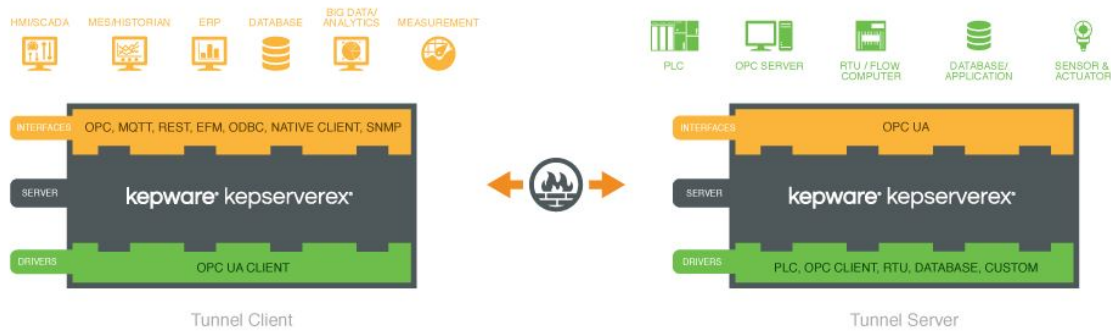 HMI/SCADA
MES/HISTORIAN
ERP
DATABASE
BIG DATA/
ANALYTICS
MEASUREMENT
INTERFACES
OPC, MQTT, REST, EFM, ODBC, NATIVE CLIENT, SNMP
SERVER
kepware® kepserverex®
DRIVERS
OPC UA CLIENT
Tunnel Client
PLC
OPC SERVER
RTU / FLOW
COMPUTER
DATABASE/
APPLICATION
SENSOR &
ACTUATOR
INTERFACES
OPC UA
SERVER
kepware® kepserverex®
DRIVERS
PLC, OPC CLIENT, RTU, DATABASE, CUSTOM
Tunnel Server